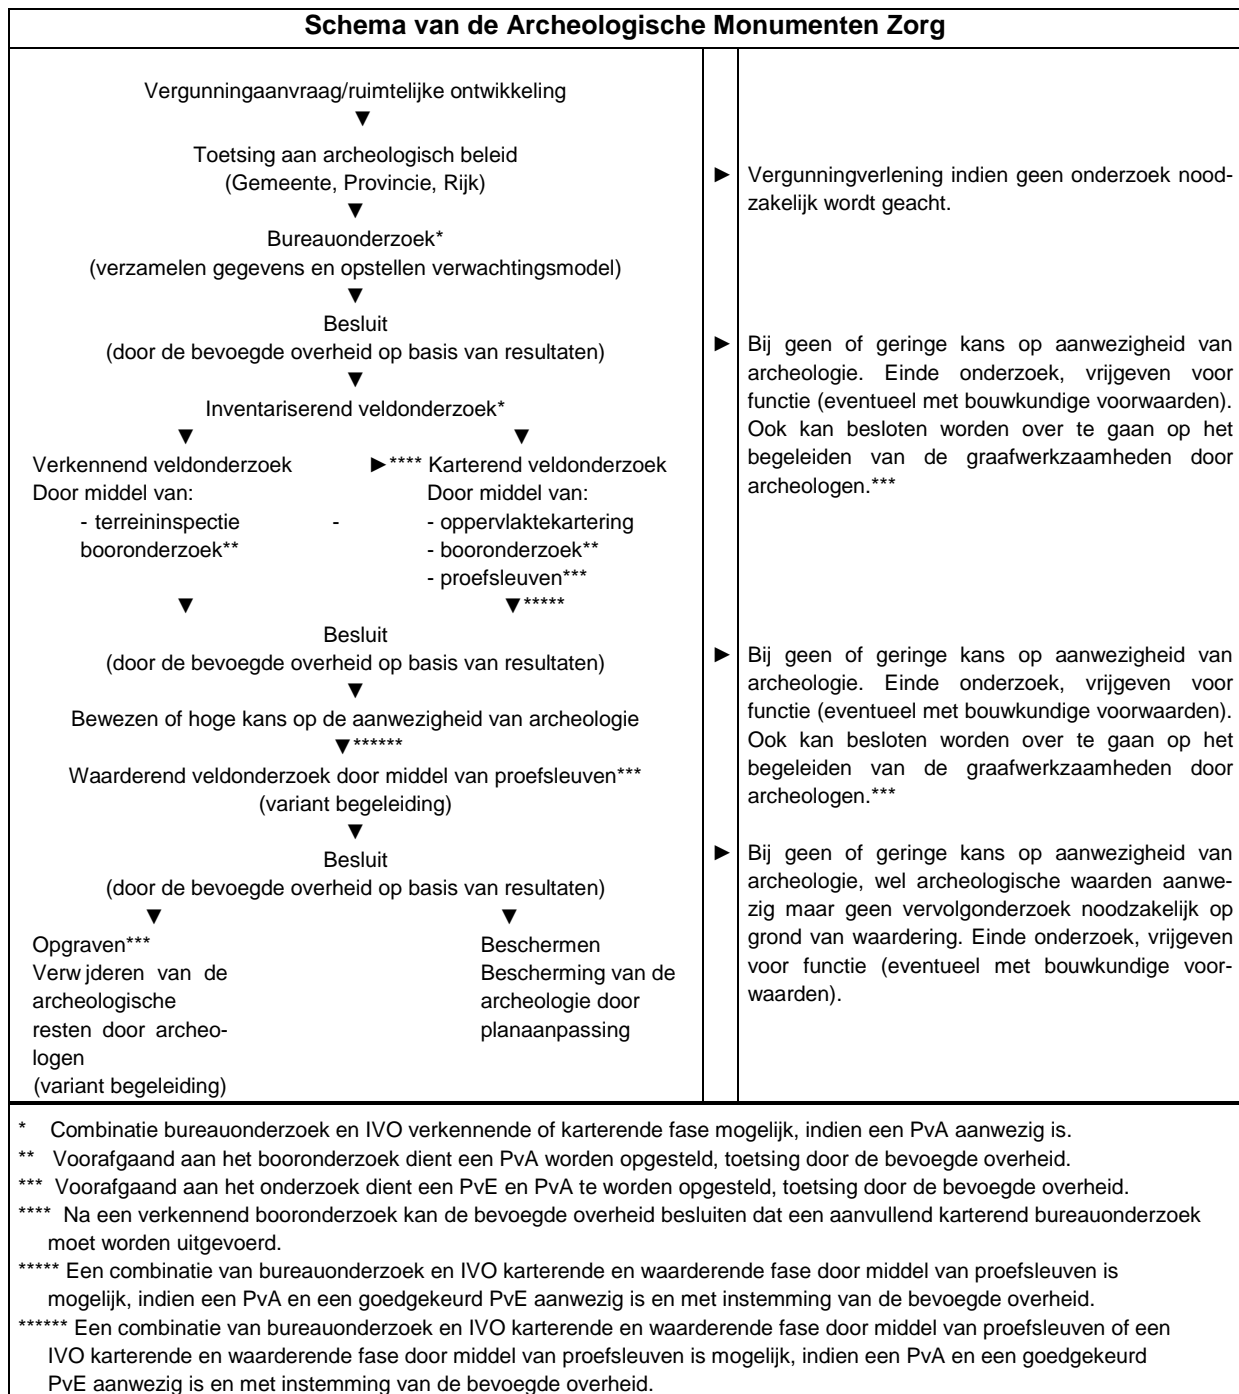 Schema van de Archeologische Monumenten Zorg
Vergunningaanvraag/ruimtelijke ontwikkeling
▼
Toetsing aan archeologisch beleid
(Gemeente, Provincie, Rijk)
▼
► Vergunningverlening indien geen onderzoek nood-
zakelijk wordt geacht.
Bureauonderzoek*
(verzamelen gegevens en opstellen verwachtingsmodel)
▼
Besluit
(door de bevoegde overheid op basis van resultaten)
▼
► Bij geen of geringe kans op aanwezigheid van
archeologie. Einde onderzoek, vrijgeven voor
functie (eventueel met bouwkundige voorwaarden).
Ook kan besloten worden over te gaan op het
begeleiden van de graafwerkzaamheden door
archeologen.***
Inventariserend veldonderzoek*
▼ ▼
Verkennend veldonderzoek ►**** Karterend veldonderzoek
Door middel van: Door middel van:
- terreininspectie - - oppervlaktekartering
booronderzoek** - booronderzoek**
- proefsleuven***
▼ ▼*****
Besluit
(door de bevoegde overheid op basis van resultaten)
▼
► Bij geen of geringe kans op aanwezigheid van
archeologie. Einde onderzoek, vrijgeven voor
functie (eventueel met bouwkundige voorwaarden).
Ook kan besloten worden over te gaan op het
begeleiden van de graafwerkzaamheden door
archeologen.***
Bewezen of hoge kans op de aanwezigheid van archeologie
▼******
Waarderend veldonderzoek door middel van proefsleuven***
(variant begeleiding)
▼
Besluit
(door de bevoegde overheid op basis van resultaten)
▼ ▼
► Bij geen of geringe kans op aanwezigheid van
archeologie, wel archeologische waarden aanwe-
zig maar geen vervolgonderzoek noodzakelijk op
grond van waardering. Einde onderzoek, vrijgeven
voor functie (eventueel met bouwkundige voor-
waarden).
Opgraven***
Verw jderen van de
archeologische
resten door archeo-
logen
(variant begeleiding)
Beschermen
Bescherming van de
archeologie door
planaanpassing
* Combinatie bureauonderzoek en IVO verkennende of karterende fase mogelijk, indien een PvA aanwezig is.
** Voorafgaand aan het booronderzoek dient een PvA worden opgesteld, toetsing door de bevoegde overheid.
*** Voorafgaand aan het onderzoek dient een PvE en PvA te worden opgesteld, toetsing door de bevoegde overheid.
**** Na een verkennend booronderzoek kan de bevoegde overheid besluiten dat een aanvullend karterend bureauonderzoek
moet worden uitgevoerd.
***** Een combinatie van bureauonderzoek en IVO karterende en waarderende fase door middel van proefsleuven is
mogelijk, indien een PvA en een goedgekeurd PvE aanwezig is en met instemming van de bevoegde overheid.
****** Een combinatie van bureauonderzoek en IVO karterende en waarderende fase door middel van proefsleuven of een
IVO karterende en waarderende fase door middel van proefsleuven is mogelijk, indien een PvA en een goedgekeurd
PvE aanwezig is en met instemming van de bevoegde overheid.